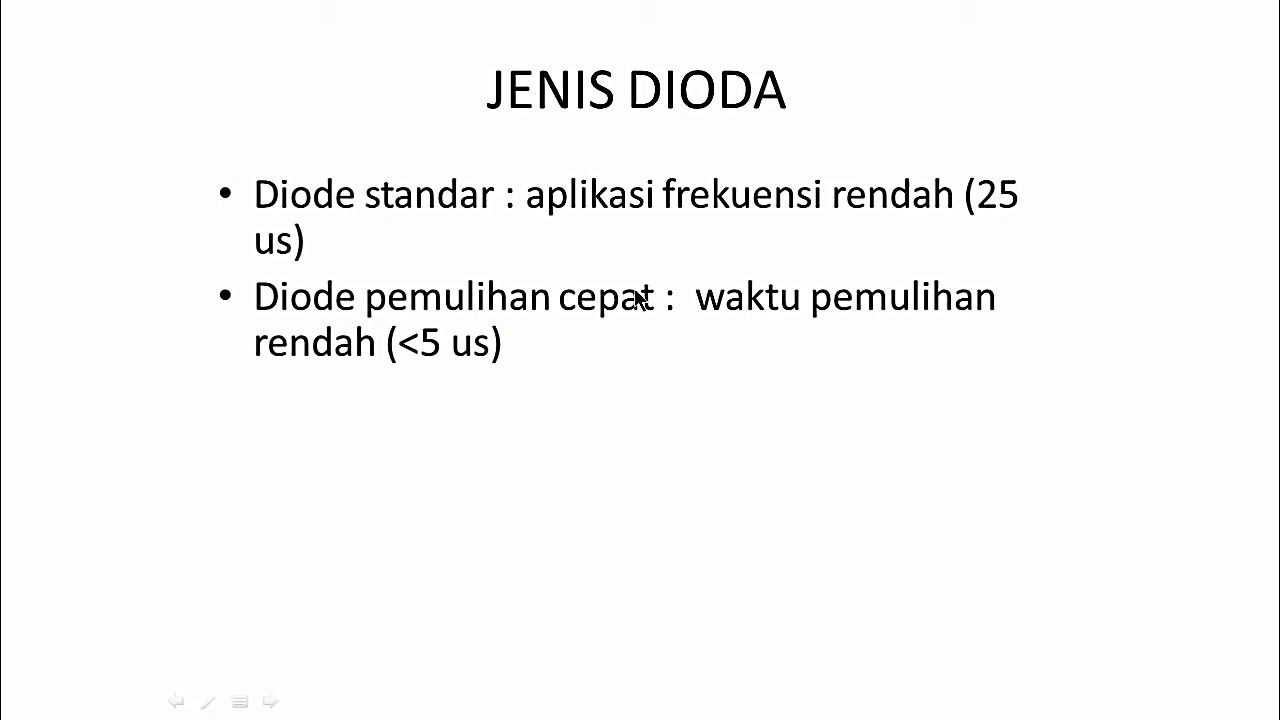 JENIS DIODA
• Diode standar : aplikasi frekuensi rendah (25
us)
• Diode pemulihan cepat : waktu pemulihan
rendah (<5 us)